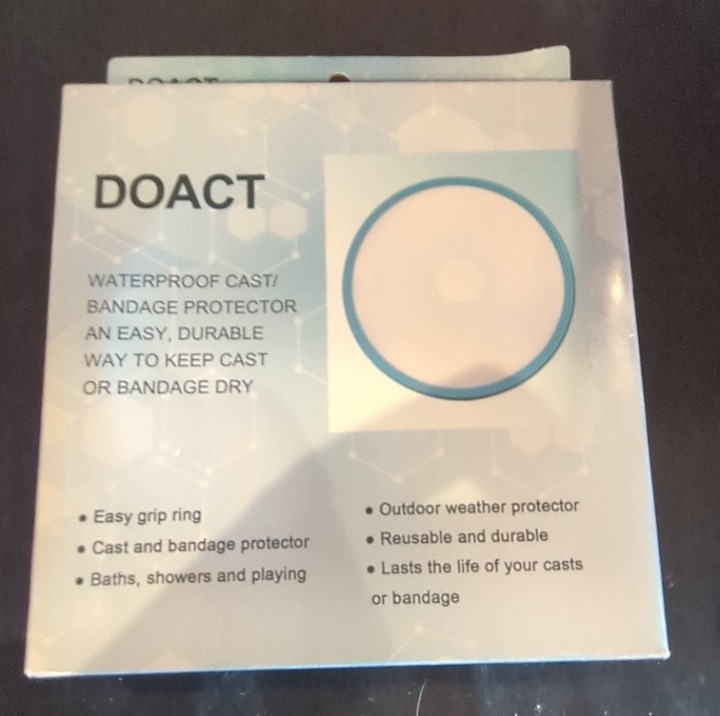 DOACT
DOACT
WATERPROOF CAST/
BANDAGE PROTECTOR
AN EASY, DURABLE
WAY TO KEEP CAST
OR BANDAGE DRY
• Easy grip ring
• Cast and bandage protector
• Baths, showers and playing
• Outdoor weather protector
• Reusable and durable
• Lasts the life of your casts
or bandage